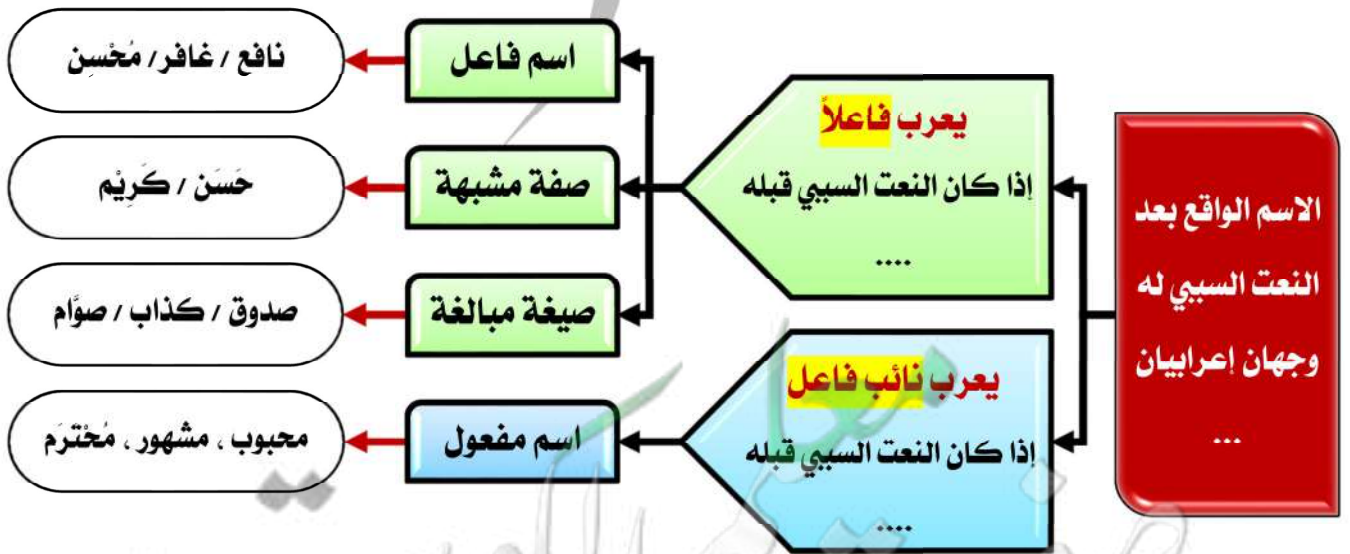 الاسم الواقع بعد
النعت السببي له
وجهان إعرابيان
...
يعرب فاعلاً
إذا كان النعت السببي قبله
....
اسم فاعل
نافع / غافر / مُحْسِن
صفة مشبهة
حَسَن / كَرِيْم
صيغة مبالغة
صدوق / كذاب / صوَّام
يعرب نائب فاعل
إذا كان النعت السببي قبله
....
اسم مفعول
محبوب ، مشهور ، مُحْترَم